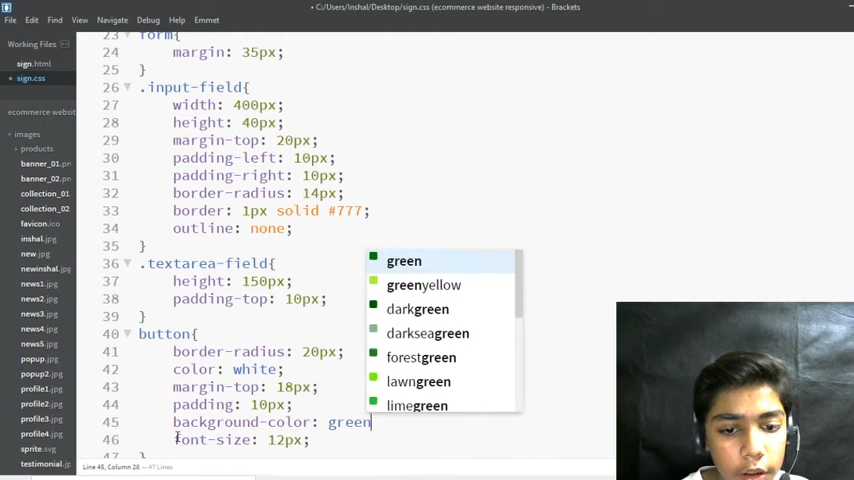 • C:/Users/Inshal/Desktop/sign.css (ecommerce website responsive) - Brackets
File Edit Find View Navigate Debug Help Emmet
Working Files
sign.html
• sign.css
ecommerce websit
images
products
banner_01.pn
banner_02.pn
collection_01
collection_02
favicon.ico
inshal.jpg
new.jpg
newinshal.jpg
news1.jpg
news2.jpg
news3.jpg
news4.jpg
news5.jpg
popup.jpg
popup2.jpg
profile1.jpg
profile2.jpg
profile3.jpg
profile4.jpg
sprite.svg
testimonial.j
23 form{
24 margin: 35px;
25 }
26 .input-field{
27 width: 400px;
28 height: 40px;
29 margin-top: 20px;
30 padding-left: 10px;
31 padding-right: 10px;
32 border-radius: 14px;
33 border: 1px solid #777;
34 outline: none;
35 }
36 .textarea-field{
37 height: 150px;
38 padding-top: 10px;
39 }
40 button{
41 border-radius: 20px;
42 color: white;
43 margin-top: 18px;
44 padding: 10px;
45 background-color: green
46 font-size: 12px;
47 }
green
greenyellow
darkgreen
darkseagreen
forestgreen
lawngreen
limegreen
Line 45, Column 28 — 47 Lines